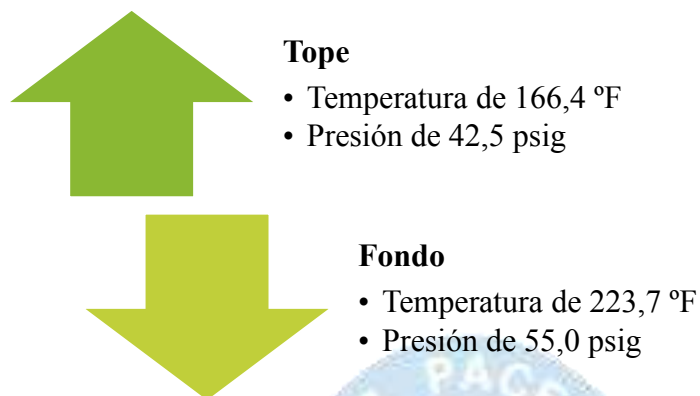 Tope
• Temperatura de 166,4 ºF
• Presión de 42,5 psig
Fondo
• Temperatura de 223,7 ºF
• Presión de 55,0 psig